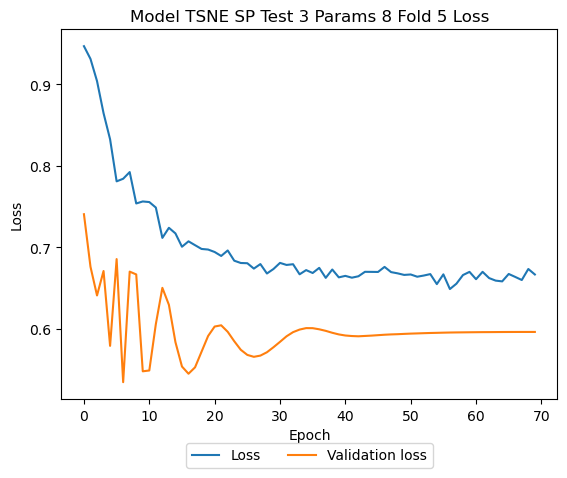 Model TSNE SP Test 3 Params 8 Fold 5 Loss
Loss
0.9
0.8
0.7
0.6
0 10 20 30 40 50 60 70
Epoch
Loss Validation loss